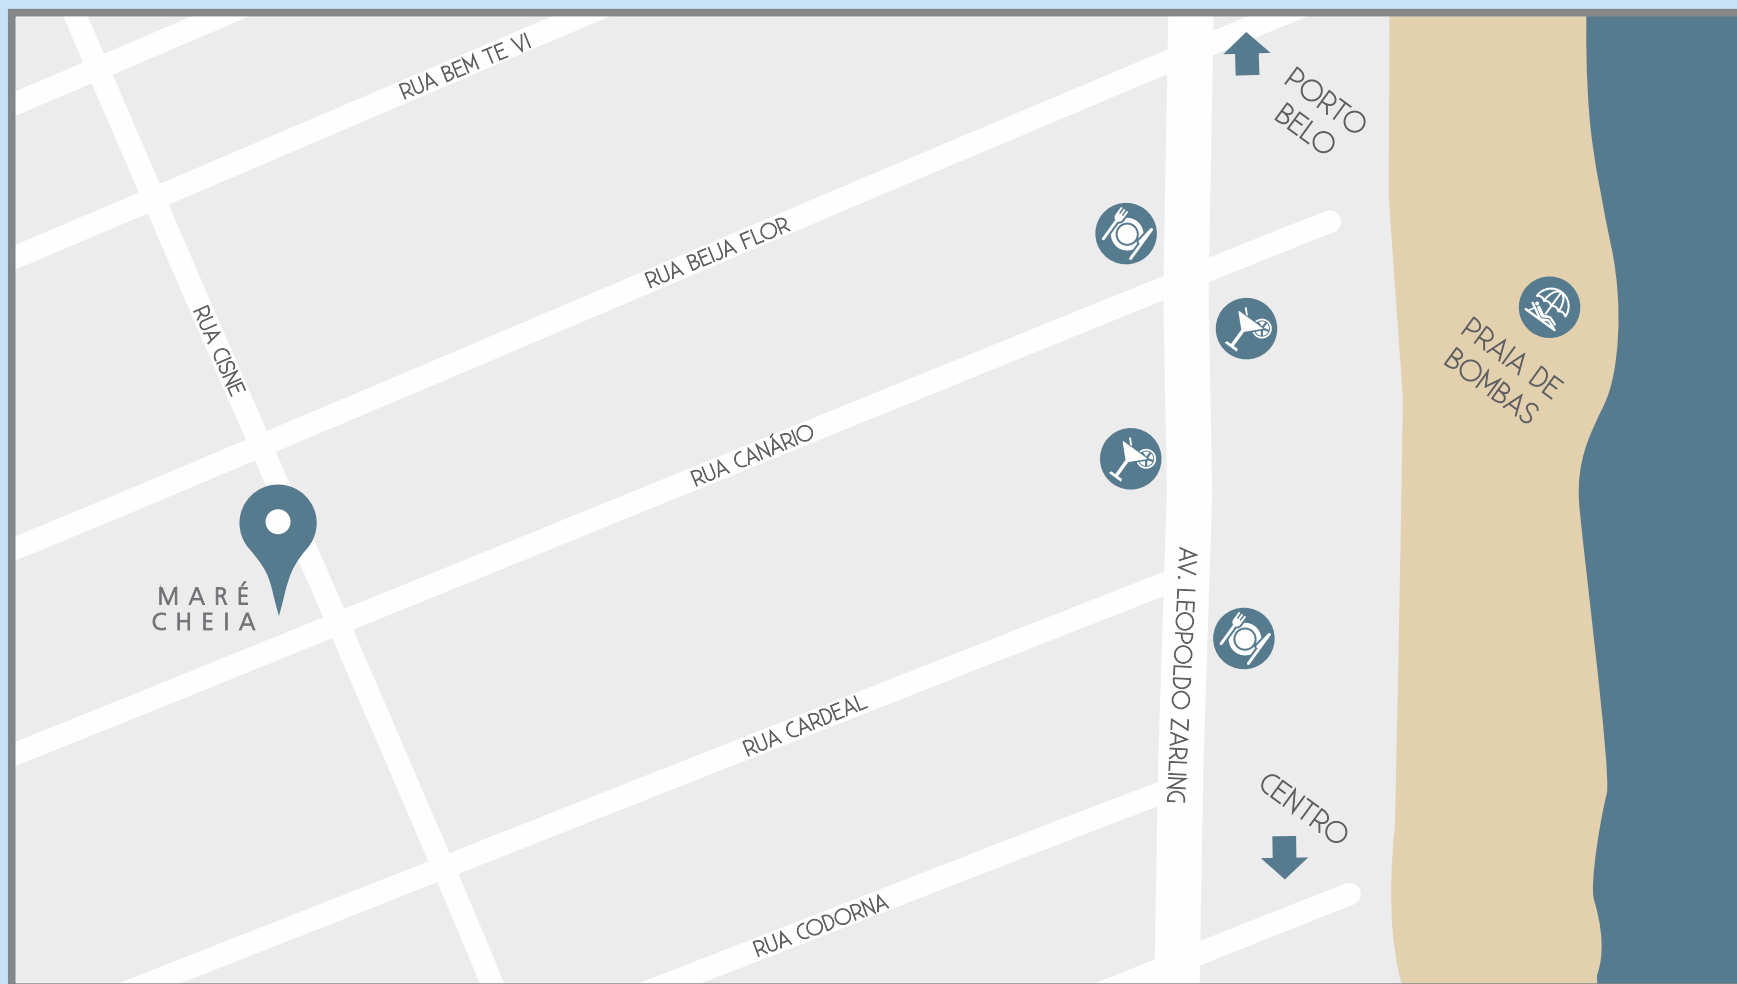 RUA BEM TE VI
PORTO
BELO
RUA BEIJA FLOR
RUA CISNE
PRAIA DE
BOMBAS
RUA CANÁRIO
MARÉ
CHEIA
AV. LEOPOLDO ZARLING
RUA CARDEAL
CENTRO
RUA CODORNA